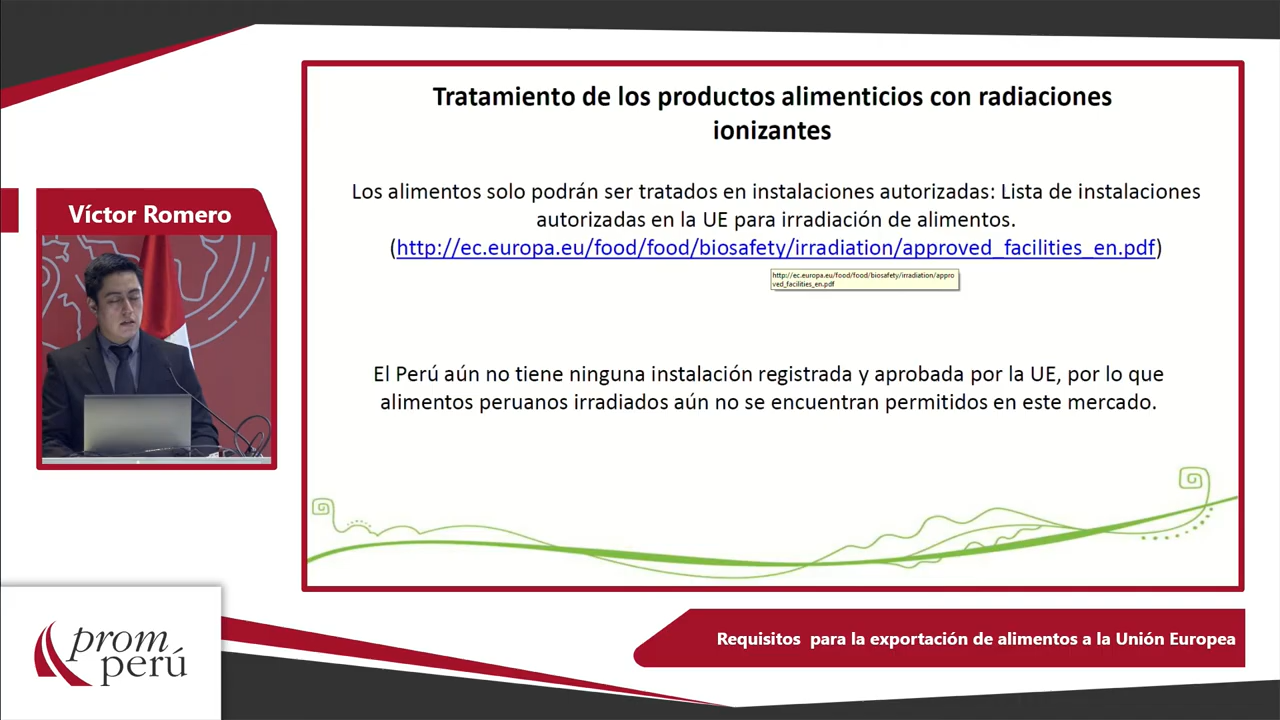 Tratamiento de los productos alimenticios con radiaciones
ionizantes
Los alimentos solo podrán ser tratados en instalaciones autorizadas: Lista de instalaciones
autorizadas en la UE para irradiación de alimentos.
(http://ec.europa.eu/food/food/biosafety/irradiation/approved_facilities_en.pdf)
http://ec.europa.eu/food/food/biosafety/irradiation/appro
ved_facilities_en.pdf
El Perú aún no tiene ninguna instalación registrada y aprobada por la UE, por lo que
alimentos peruanos irradiados aún no se encuentran permitidos en este mercado.
Víctor Romero
prom
perú
Requisitos para la exportación de alimentos a la Unión Europea